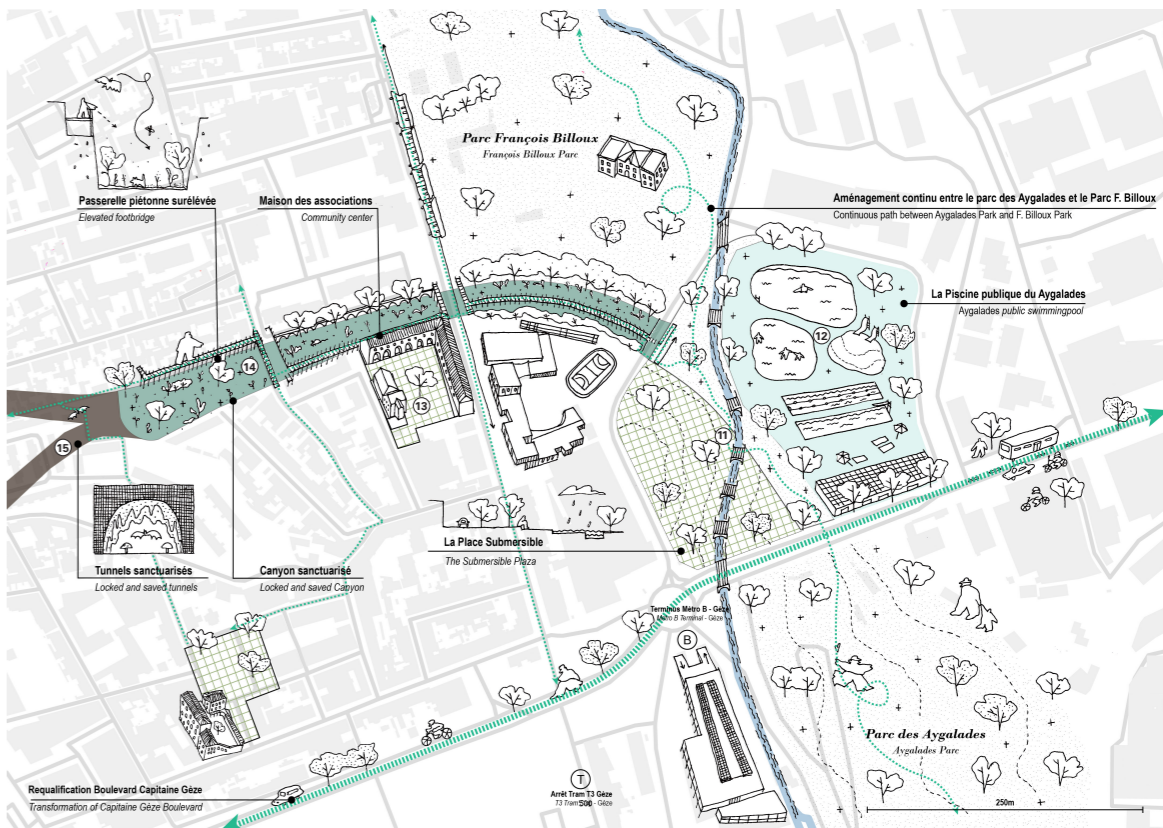 Parc François Billoux
François Billoux Parc
Passerelle piétonne surélévée
Elevated footbridge
Maison des associations
Community center
Aménagement continu entre le parc des Aygalades et le Parc F. Billoux
Continuous path between Aygalades Park and F. Billoux Park
La Piscine publique du Aygalades
Aygalades public swimmingpool
12
14
13
11
15
Tunnels sanctuarisés
Locked and saved tunnels
Canyon sanctuarisé
Locked and saved Canyon
La Place Submersible
The Submersible Plaza
Terminus Métro B - Gèze
Métro B Terminal - Gèze
B
Parc des Aygalades
Aygalades Parc
Requalification Boulevard Capitaine Gèze
Transformation of Capitaine Gèze Boulevard
T
Arrêt Tram T3 Gèze
T3 Tram - Gèze
500
250m